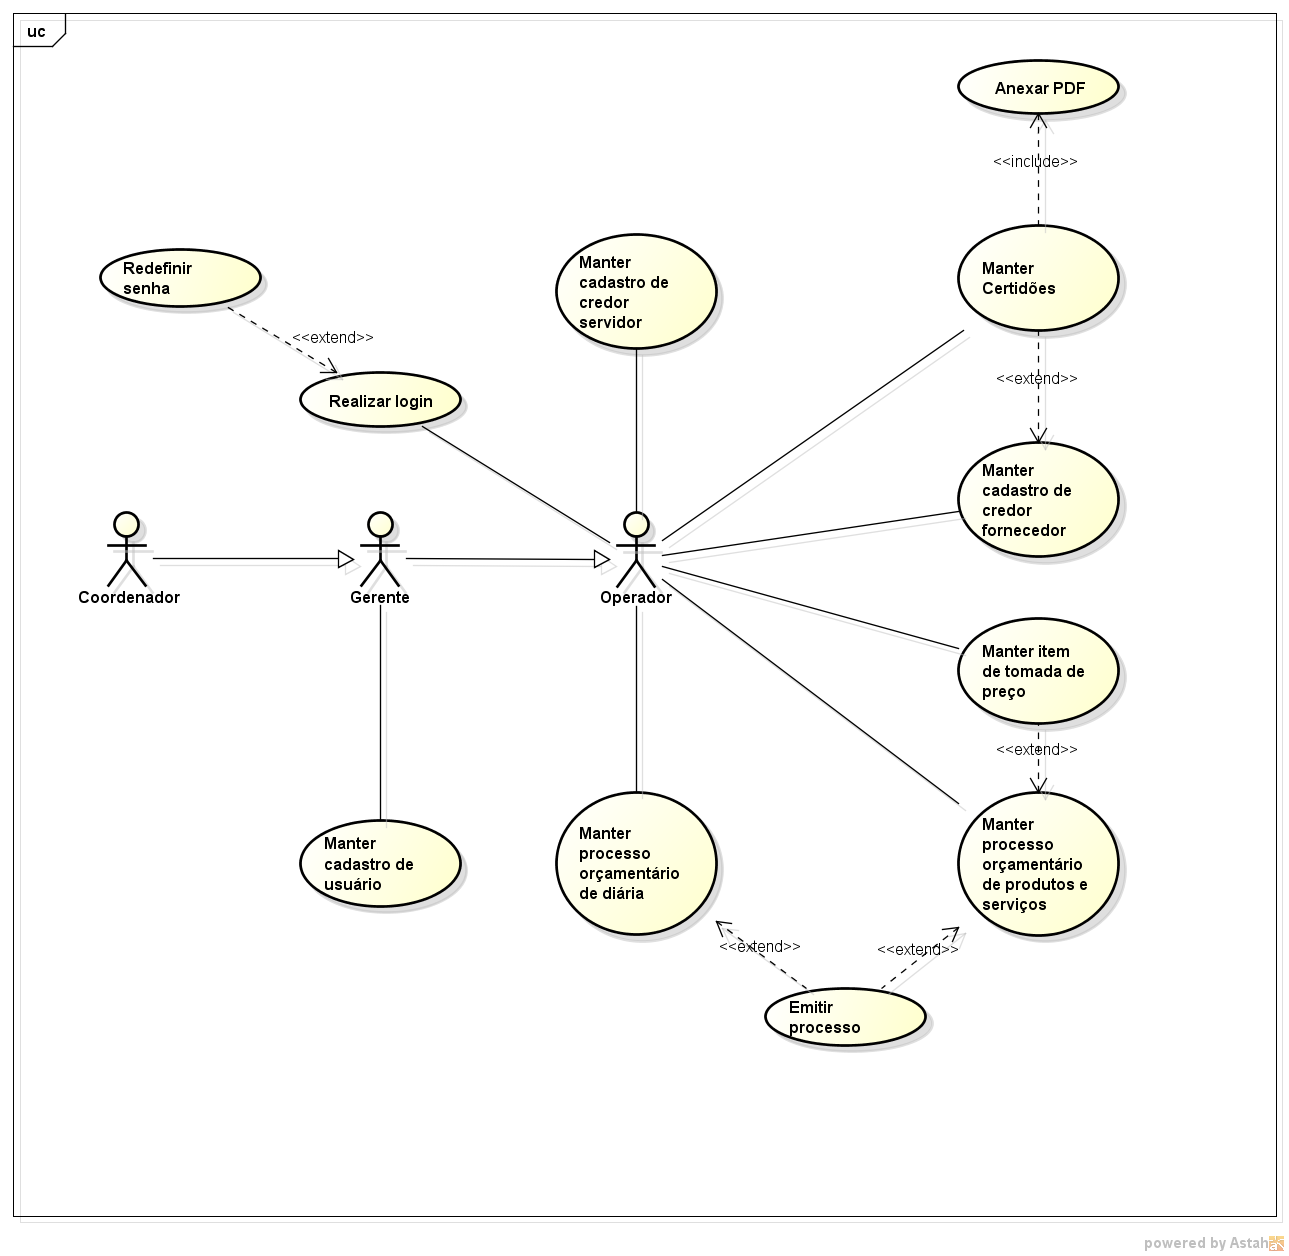 uc
Anexar PDF
<<include>>
Redefinir
senha
<<extend>>
Realizar login
Manter
cadastro de
credor
servidor
Manter
Certidões
<<extend>>
Manter
cadastro de
credor
fornecedor
Coordenador
Gerente
Operador
Manter item
de tomada de
preço
<<extend>>
Manter
cadastro de
usuário
Manter
processo
orçamentário
de diária
Manter
processo
orçamentário
de produtos e
serviços
<<extend>>
<<extend>>
Emitir
processo
powered by Astah